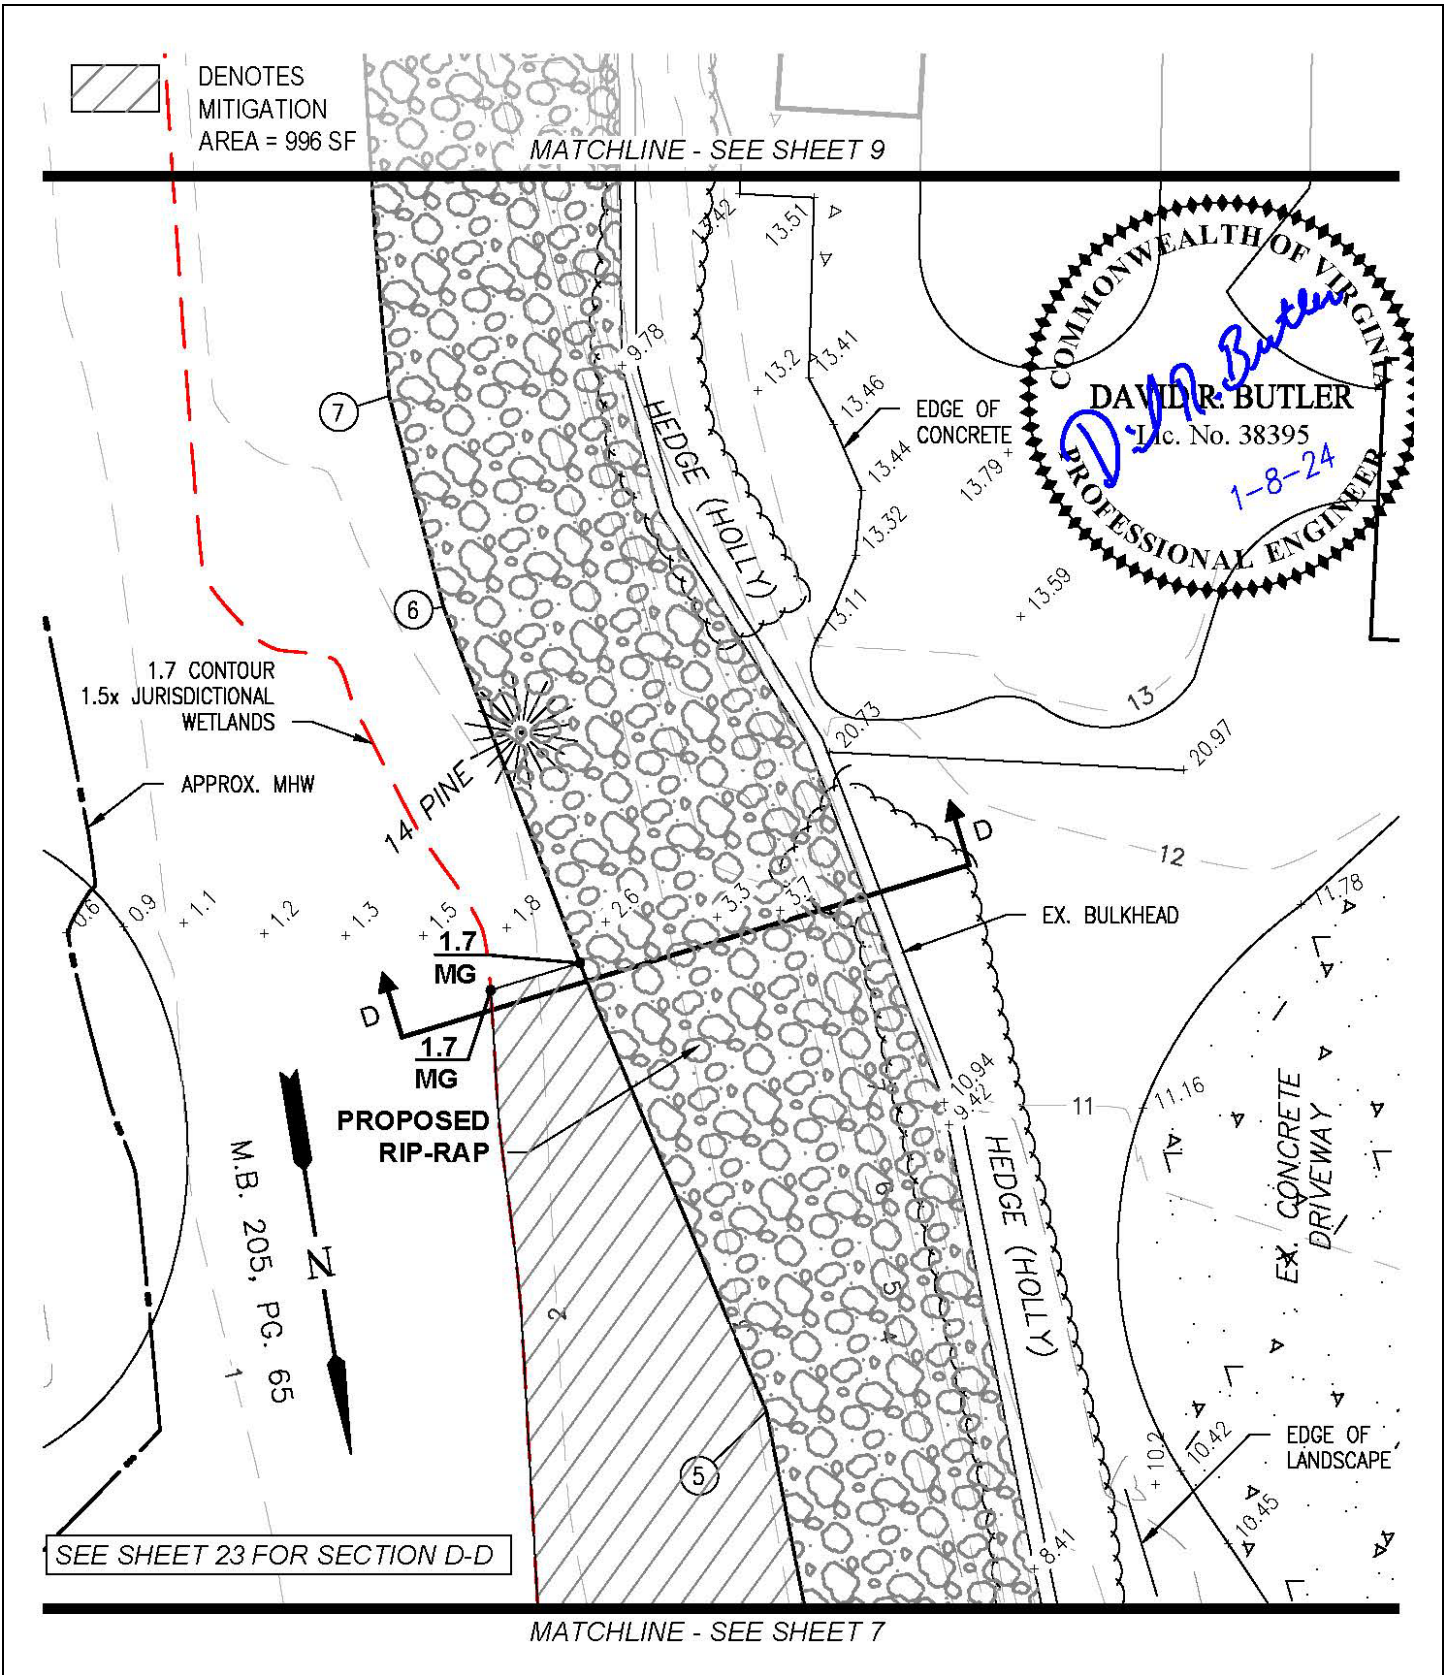 DENOTES
MITIGATION
AREA = 996 SF
MATCHLINE - SEE SHEET 9
13.42
13.51
COMMONWEALTH OF VIRGINIA
DAVID R. BUTLER
Lic. No. 38395
1-8-24
PROFESSIONAL ENGINEER
David R. Butler
9.78
13.2
13.41
13.46
EDGE OF
CONCRETE
13.44
13.79
13.32
13.11
13.59
HEDGE (HOLLY)
7
6
1.7 CONTOUR
1.5x JURISDICTIONAL
WETLANDS
APPROX. MHW
14 PINE
20.73
20.97
13
12
D
0.6
0.9
1.1
1.2
1.3
1.5
1.8
2.6
3.3
3.7
EX. BULKHEAD
11.78
1.7
MG
D
1.7
MG
PROPOSED
RIP-RAP
10.94
9.42
11
11.16
EX. CONCRETE
DRIVEWAY
HEDGE (HOLLY)
M.B. 205, PG. 65
N
1
2
7
6
5
4
5
10.2
10.42
10.45
EDGE OF
LANDSCAPE
8.41
SEE SHEET 23 FOR SECTION D-D
MATCHLINE - SEE SHEET 7